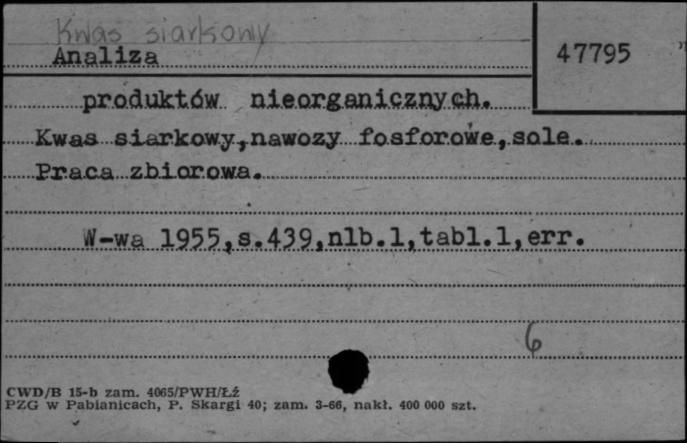 Kwas siarkowy
Analiza
47795
produktów nieorganicznych.
Kwas siarkowy,nawozy fosforowe,sole.
Praca zbiorowa.
W-wa 1955,s.439,nlb.1,tabl.1,err.
6
CWD/B 15-b zam. 4065/PWH/Łź
PZG w Pabianicach, P. Skargi 40; zam. 3-66, nakł. 400 000 szt.